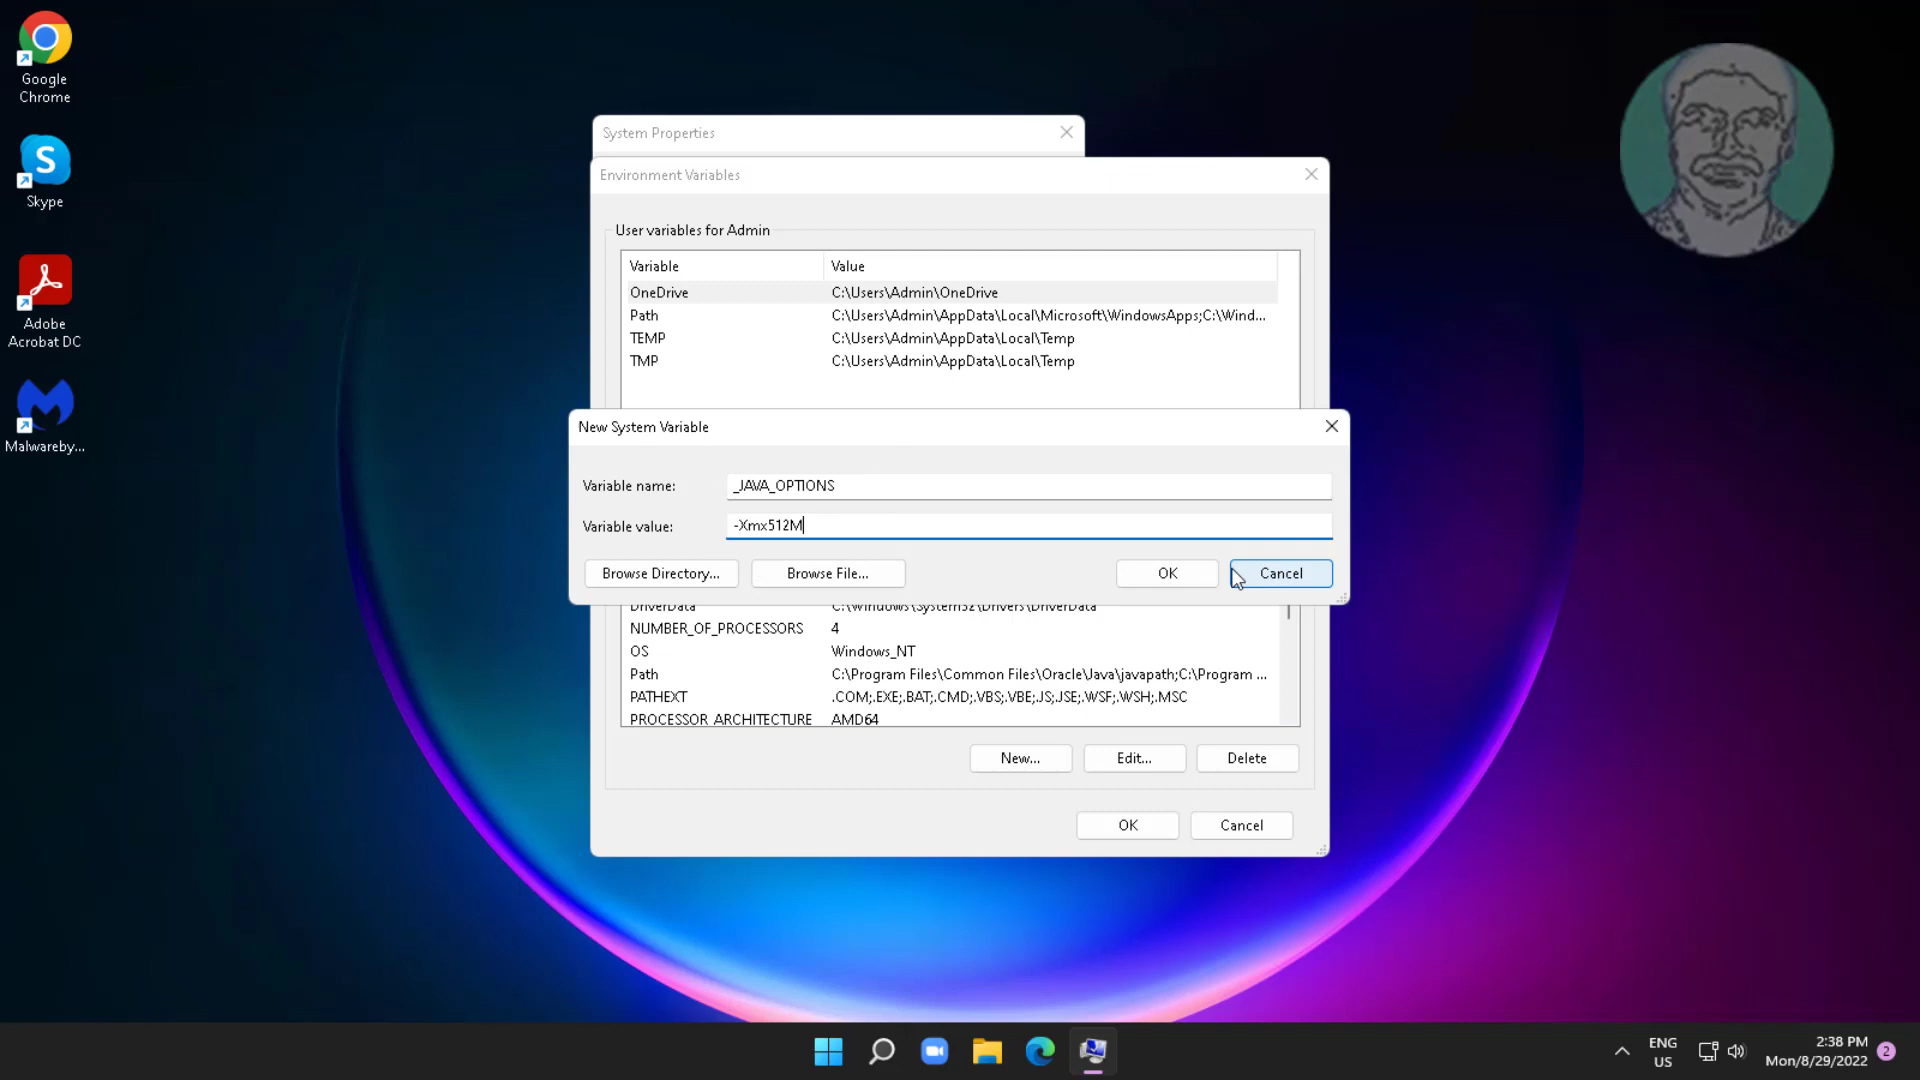 Google
Chrome
Skype
Adobe
Acrobat DC
Malwareby...
System Properties
Environment Variables
User variables for Admin
Variable Value
OneDrive C:\Users\Admin\OneDrive
Path C:\Users\Admin\AppData\Local\Microsoft\WindowsApps;C:\Wind...
TEMP C:\Users\Admin\AppData\Local\Temp
TMP C:\Users\Admin\AppData\Local\Temp
New System Variable
Variable name: _JAVA_OPTIONS
Variable value: -Xmx512M
Browse Directory... Browse File... OK Cancel
DriverData C:\Windows\System32\Drivers\DriverData
NUMBER_OF_PROCESSORS 4
OS Windows_NT
Path C:\Program Files\Common Files\Oracle\Java\javapath;C:\Program ...
PATHEXT .COM;.EXE;.BAT;.CMD;.VBS;.VBE;.JS;.JSE;.WSF;.WSH;.MSC
PROCESSOR_ARCHITECTURE AMD64
New... Edit... Delete
OK Cancel
ENG
US
2:38 PM
Mon/8/29/2022
2